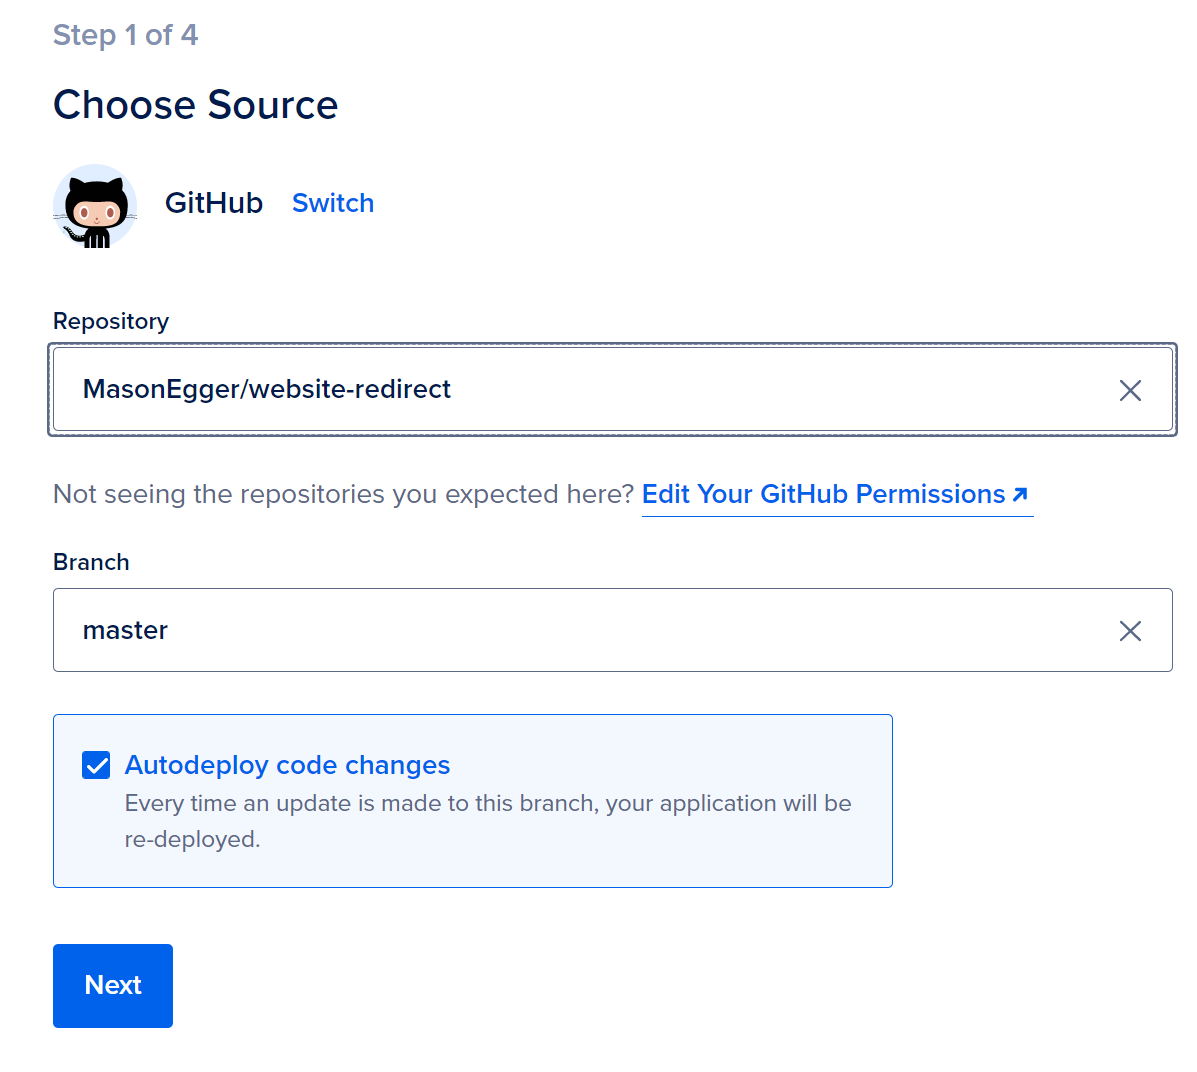 Step 1 of 4
Choose Source
GitHub Switch
Repository
MasonEgger/website-redirect
Not seeing the repositories you expected here? Edit Your GitHub Permissions
Branch
master
Autodeploy code changes
Every time an update is made to this branch, your application will be
re-deployed.
Next